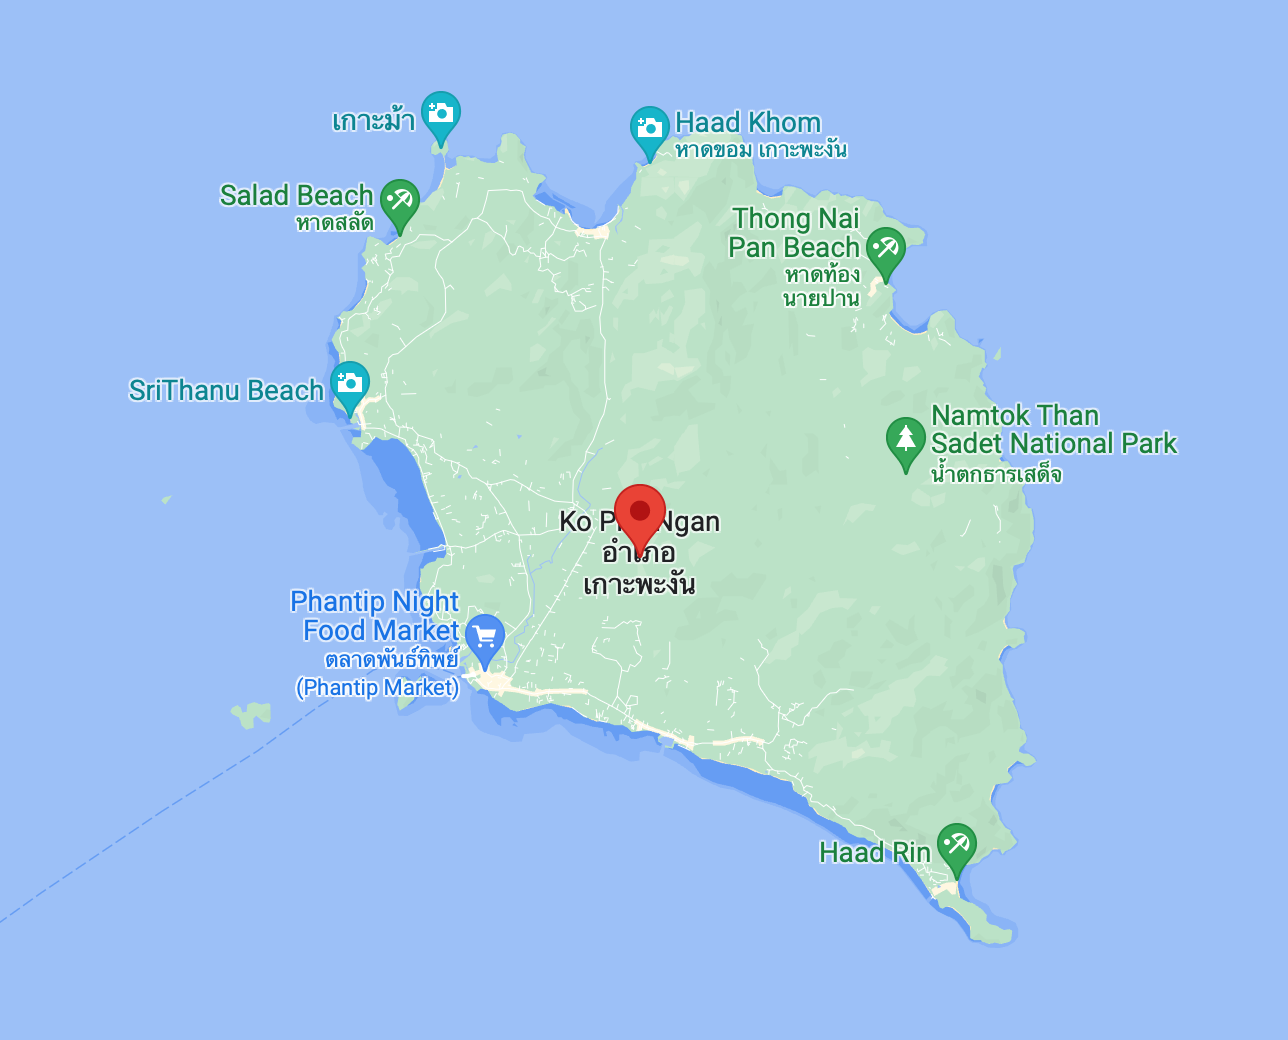 เกาะม้า
Haad Khom
หาดขอม เกาะพะงัน
Salad Beach
หาดสลัด
Thong Nai
Pan Beach
หาดท้อง
นายปาน
SriThanu Beach
Namtok Than
Sadet National Park
น้ำตกธารเสด็จ
Ko Ngan
อำเภอ
เกาะพะงัน
Phantip Night
Food Market
ตลาดพันธ์ทิพย์
(Phantip Market)
Haad Rin